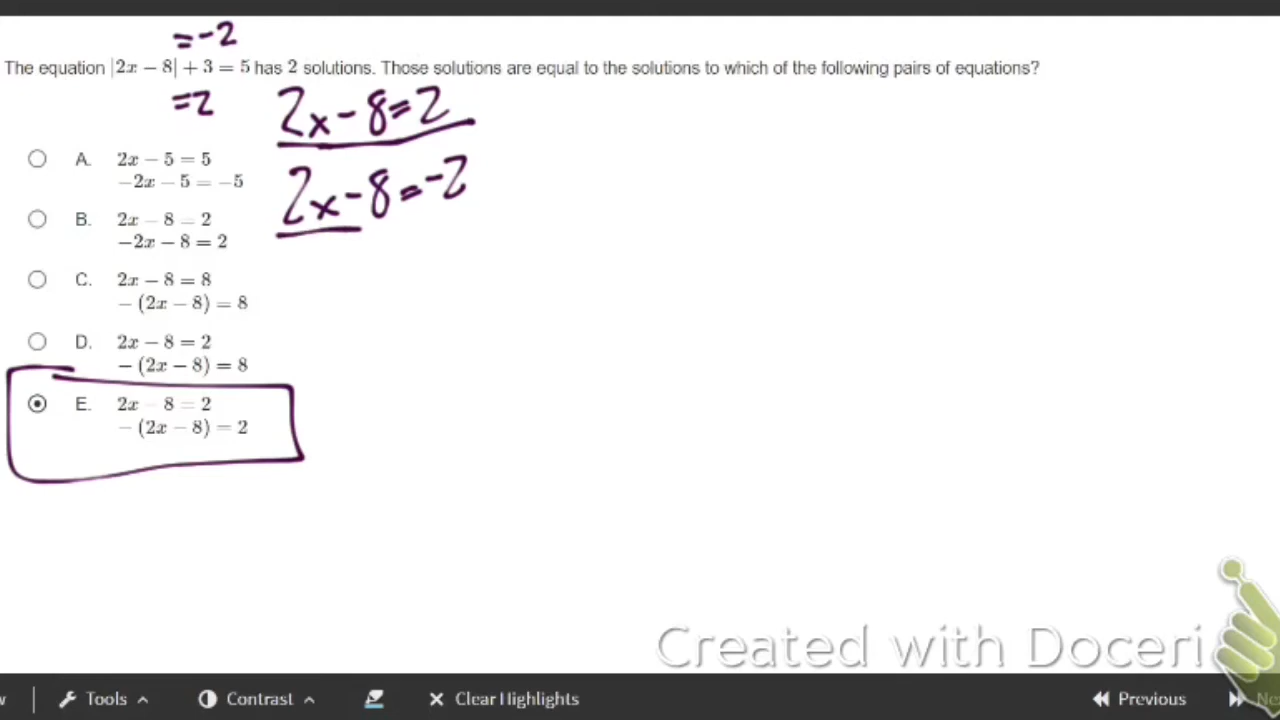 =-2
The equation |2x − 8| + 3 = 5 has 2 solutions. Those solutions are equal to the solutions to which of the following pairs of equations?
=2
2x-8=2
2x-8=-2
A. 2x − 5 = 5
−2x − 5 = −5
B. 2x − 8 = 2
−2x − 8 = 2
C. 2x − 8 = 8
− (2x − 8) = 8
D. 2x − 8 = 2
− (2x − 8) = 8
E. 2x − 8 = 2
− (2x − 8) = 2
Created with Doceri
Tools Contrast Clear Highlights Previous